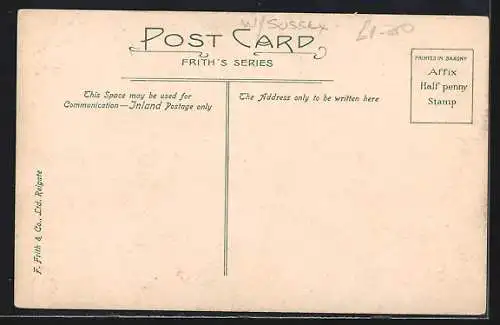 W/SUSSEX
£1-00
POST CARD
FRITH'S SERIES
This Space may be used for
Communication—Inland Postage only
The Address only to be written here
PRINTED IN SAXONY
Affix
Half penny
Stamp
F. Frith & Co., Ltd. Reigate